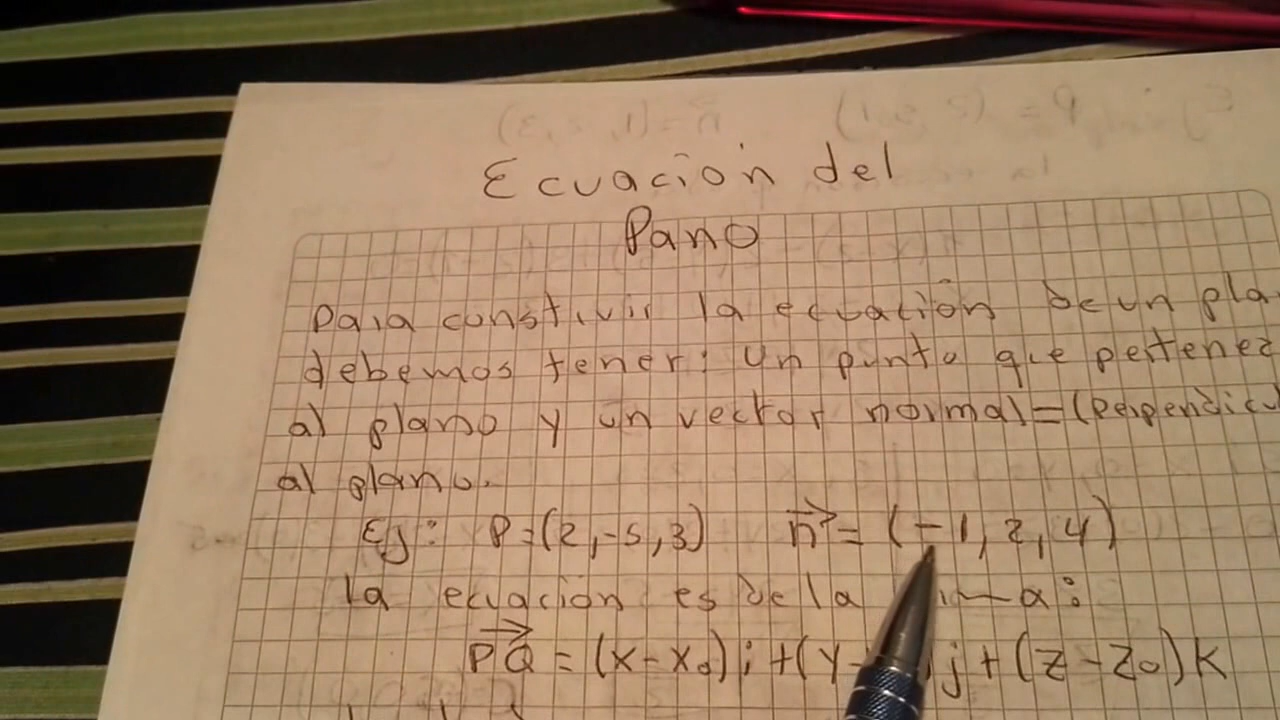 Ecuación del
Pano
Para construir la ecuación de un pla
debemos tener: un punto que pertenez
al plano y un vector normal=(perpendicu
al plano.
Ej: P=(2,-5,3) n⃗=(-1,2,4)
la ecuación es de la
PQ⃗ = (x-x₀)i+(y- j+(z-z₀)k